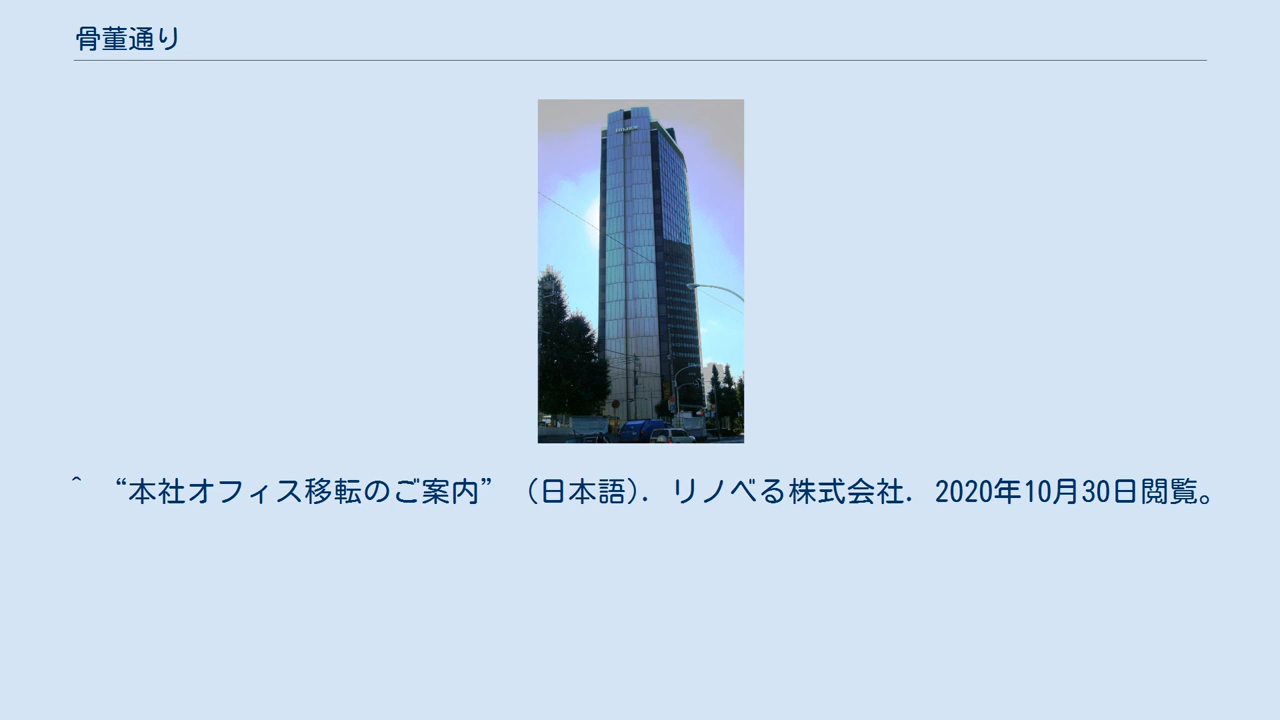 骨董通り
^ “本社オフィス移転のご案内” (日本語). リノベる株式会社. 2020年10月30日閲覧。